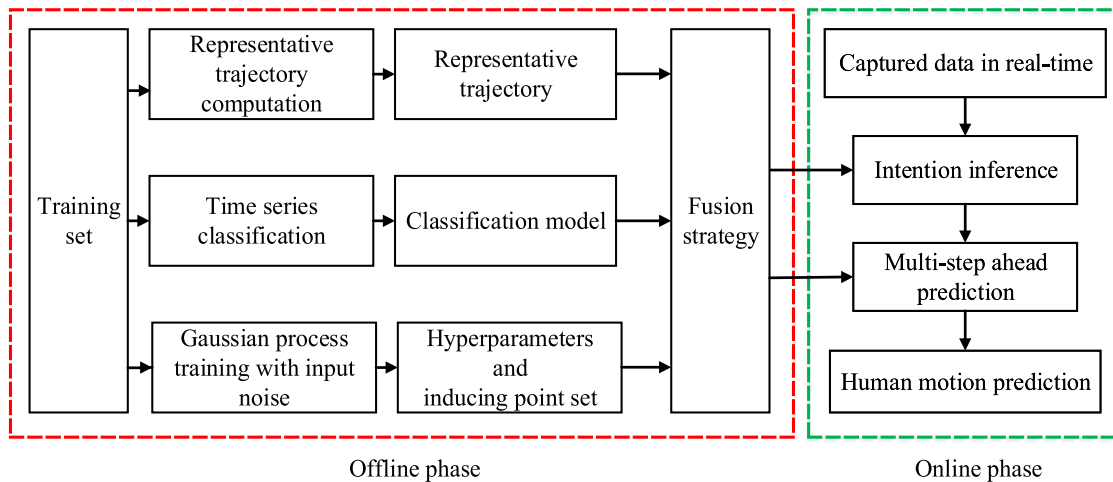 Training
set
Representative
trajectory
computation
Representative
trajectory
Time series
classification
Classification model
Gaussian process
training with input
noise
Hyperparameters
and
inducing point set
Fusion
strategy
Offline phase
Captured data in real-time
Intention inference
Multi-step ahead
prediction
Human motion prediction
Online phase